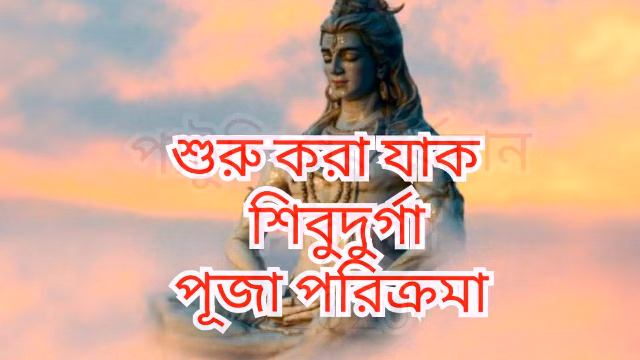 শুরু করা যাক
শিবুদুর্গা
পূজা পরিক্রমা